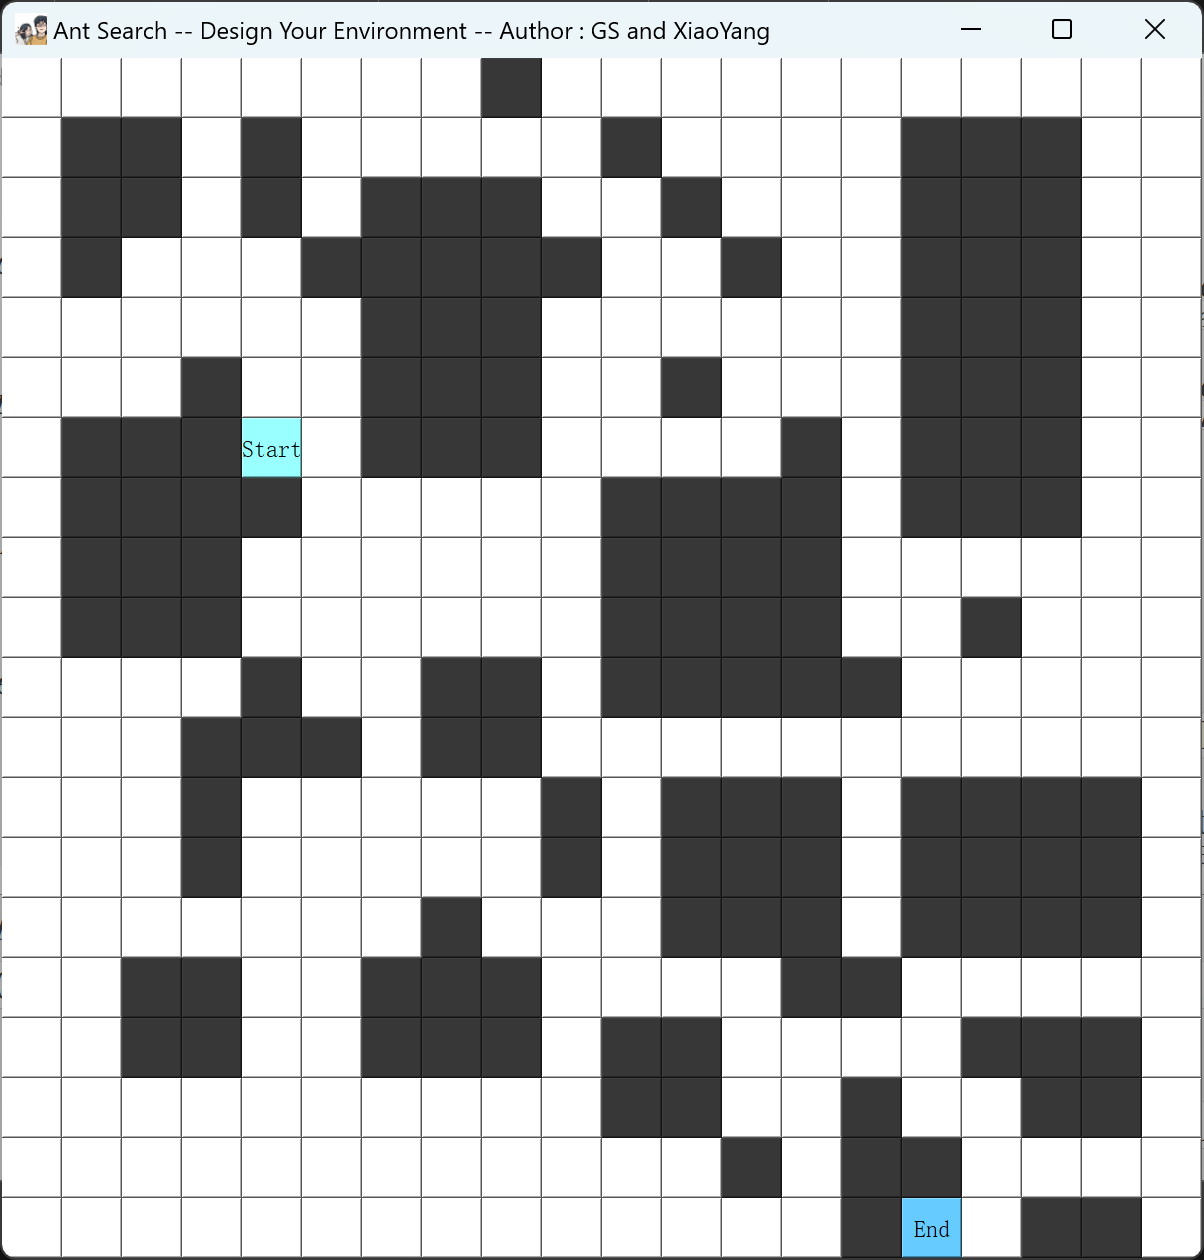 Ant Search -- Design Your Environment -- Author : GS and XiaoYang
Start
End